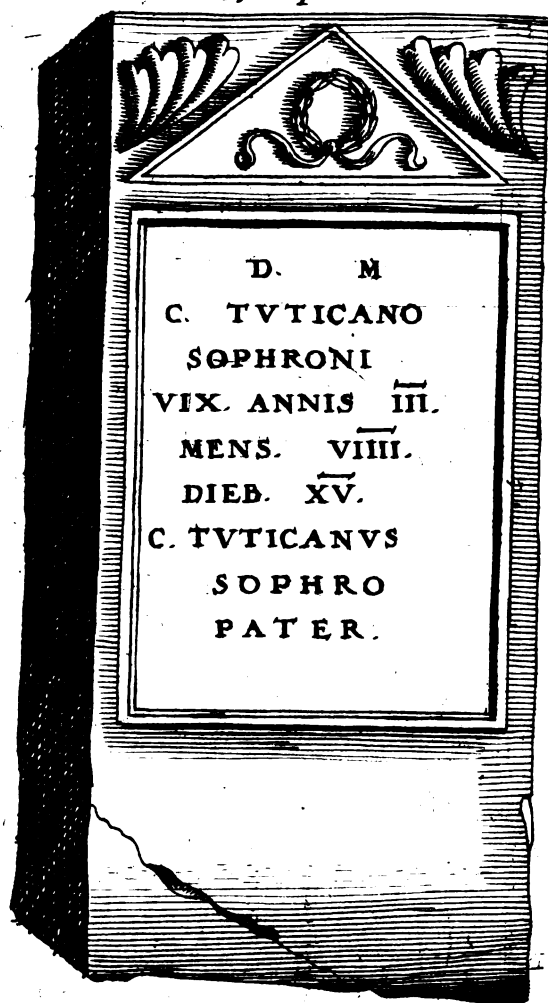 D. M
C. TVTICANO
SOPHRONI
VIX. ANNIS III.
MENS. VIIII.
DIEB. XV.
C. TVTICANVS
SOPHRO
PATER.